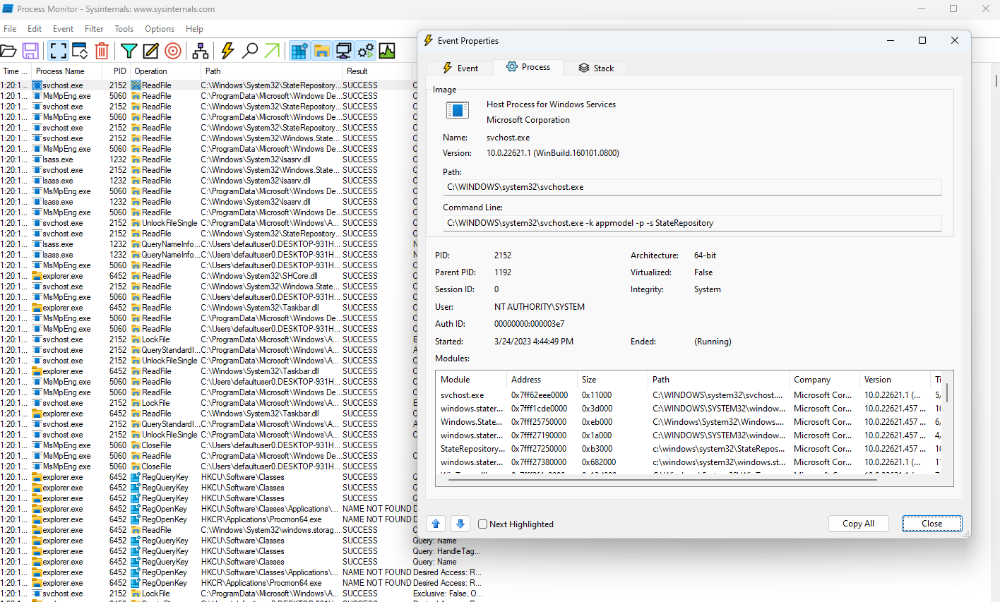 Process Monitor - Sysinternals: www.sysinternals.com
File Edit Event Filter Tools Options Help
Time ... Process Name PID Operation Path Result
1:20:1... svchost.exe 2152 ReadFile C:\Windows\System32\StateRepository... SUCCESS
1:20:1... MsMpEng.exe 5060 ReadFile C:\ProgramData\Microsoft\Windows De... SUCCESS
1:20:1... svchost.exe 2152 ReadFile C:\Windows\System32\StateRepository... SUCCESS
1:20:1... MsMpEng.exe 5060 ReadFile C:\ProgramData\Microsoft\Windows De... SUCCESS
1:20:1... svchost.exe 2152 ReadFile C:\Windows\System32\StateRepository... SUCCESS
1:20:1... svchost.exe 2152 ReadFile C:\Windows\System32\Windows.State... SUCCESS
1:20:1... MsMpEng.exe 5060 ReadFile C:\ProgramData\Microsoft\Windows De... SUCCESS
1:20:1... lsass.exe 1232 ReadFile C:\Windows\System32\lsasrv.dll SUCCESS
1:20:1... svchost.exe 2152 ReadFile C:\Windows\System32\Windows.State... SUCCESS
1:20:1... lsass.exe 1232 ReadFile C:\Windows\System32\lsasrv.dll SUCCESS
1:20:1... MsMpEng.exe 5060 ReadFile C:\ProgramData\Microsoft\Windows De... SUCCESS
1:20:1... lsass.exe 1232 ReadFile C:\Windows\System32\lsasrv.dll SUCCESS
1:20:1... MsMpEng.exe 5060 ReadFile C:\ProgramData\Microsoft\Windows De... SUCCESS
1:20:1... svchost.exe 2152 UnlockFileSingle C:\ProgramData\Microsoft\Windows\A... SUCCESS
1:20:1... svchost.exe 2152 ReadFile C:\Windows\System32\StateRepository... SUCCESS
1:20:1... lsass.exe 1232 QueryNameInfo... C:\Users\defaultuser0.DESKTOP-931H... SUCCESS
1:20:1... lsass.exe 1232 QueryNameInfo... C:\Users\defaultuser0.DESKTOP-931H... SUCCESS
1:20:1... MsMpEng.exe 5060 ReadFile C:\Users\defaultuser0.DESKTOP-931H... SUCCESS
1:20:1... explorer.exe 6452 ReadFile C:\Windows\System32\SHCore.dll SUCCESS
1:20:1... svchost.exe 2152 ReadFile C:\Windows\System32\Windows.State... SUCCESS
1:20:1... MsMpEng.exe 5060 ReadFile C:\Users\defaultuser0.DESKTOP-931H... SUCCESS
1:20:1... explorer.exe 6452 ReadFile C:\Windows\System32\Taskbar.dll SUCCESS
1:20:1... MsMpEng.exe 5060 ReadFile C:\ProgramData\Microsoft\Windows De... SUCCESS
1:20:1... MsMpEng.exe 5060 ReadFile C:\Users\defaultuser0.DESKTOP-931H... SUCCESS
1:20:1... svchost.exe 2152 LockFile C:\ProgramData\Microsoft\Windows\A... SUCCESS
1:20:1... svchost.exe 2152 QueryStandardI... C:\ProgramData\Microsoft\Windows\A... SUCCESS
1:20:1... svchost.exe 2152 UnlockFileSingle C:\ProgramData\Microsoft\Windows\A... SUCCESS
1:20:1... explorer.exe 6452 ReadFile C:\Windows\System32\Taskbar.dll SUCCESS
1:20:1... MsMpEng.exe 5060 ReadFile C:\ProgramData\Microsoft\Windows De... SUCCESS
1:20:1... MsMpEng.exe 5060 ReadFile C:\ProgramData\Microsoft\Windows De... SUCCESS
1:20:1... svchost.exe 2152 LockFile C:\ProgramData\Microsoft\Windows\A... SUCCESS
1:20:1... explorer.exe 6452 ReadFile C:\Windows\System32\Taskbar.dll SUCCESS
1:20:1... svchost.exe 2152 QueryStandardI... C:\ProgramData\Microsoft\Windows\A... SUCCESS
1:20:1... svchost.exe 2152 UnlockFileSingle C:\ProgramData\Microsoft\Windows\A... SUCCESS
1:20:1... MsMpEng.exe 5060 CloseFile C:\Users\defaultuser0.DESKTOP-931H... SUCCESS
1:20:1... MsMpEng.exe 5060 ReadFile C:\ProgramData\Microsoft\Windows De... SUCCESS
1:20:1... MsMpEng.exe 5060 CloseFile C:\Users\defaultuser0.DESKTOP-931H... SUCCESS
1:20:1... explorer.exe 6452 RegQueryKey HKCU\Software\Classes SUCCESS
1:20:1... explorer.exe 6452 RegQueryKey HKCU\Software\Classes SUCCESS
1:20:1... explorer.exe 6452 RegQueryKey HKCU\Software\Classes SUCCESS
1:20:1... explorer.exe 6452 RegOpenKey HKCU\Software\Classes\Applications\... NAME NOT FOUND
1:20:1... explorer.exe 6452 RegOpenKey HKCR\Applications\Procmon64.exe NAME NOT FOUND
1:20:1... explorer.exe 6452 ReadFile C:\Windows\System32\windows.storag... SUCCESS
1:20:1... explorer.exe 6452 RegQueryKey HKCU\Software\Classes SUCCESS Query: Name
1:20:1... explorer.exe 6452 RegQueryKey HKCU\Software\Classes SUCCESS Query: HandleTag...
1:20:1... explorer.exe 6452 RegQueryKey HKCU\Software\Classes SUCCESS Query: Name
1:20:1... explorer.exe 6452 RegOpenKey HKCU\Software\Classes\Applications\... NAME NOT FOUND Desired Access: R...
1:20:1... explorer.exe 6452 RegOpenKey HKCR\Applications\Procmon64.exe NAME NOT FOUND Desired Access: R...
1:20:1... svchost.exe 2152 LockFile C:\ProgramData\Microsoft\Windows\A... SUCCESS Exclusive: False, O...
Event Properties
Event Process Stack
Image
Host Process for Windows Services
Microsoft Corporation
Name: svchost.exe
Version: 10.0.22621.1 (WinBuild.160101.0800)
Path:
C:\WINDOWS\system32\svchost.exe
Command Line:
C:\WINDOWS\system32\svchost.exe -k appmodel -p -s StateRepository
PID: 2152 Architecture: 64-bit
Parent PID: 1192 Virtualized: False
Session ID: 0 Integrity: System
User: NT AUTHORITY\SYSTEM
Auth ID: 00000000:000003e7
Started: 3/24/2023 4:44:49 PM Ended: (Running)
Modules:
Module Address Size Path Company Version
svchost.exe 0x7ff62eee0000 0x11000 C:\WINDOWS\system32\svchost.... Microsoft Cor... 10.0.22621.1 (...
windows.stater... 0x7fff1cde0000 0x3d000 C:\WINDOWS\SYSTEM32\window... Microsoft Cor... 10.0.22621.457 ...
Windows.State... 0x7fff25750000 0xeb000 C:\Windows\System32\Windows.... Microsoft Cor... 10.0.22621.457 ...
windows.stater... 0x7fff27190000 0x1a000 C:\WINDOWS\SYSTEM32\window... Microsoft Cor... 10.0.22621.457 ...
StateRepository... 0x7fff27250000 0xb3000 c:\windows\system32\StateRepos... Microsoft Cor... 10.0.22621.457 ...
windows.stater... 0x7fff27380000 0x682000 c:\windows\system32\windows.st... Microsoft Cor... 10.0.22621.1 (...
Next Highlighted Copy All Close